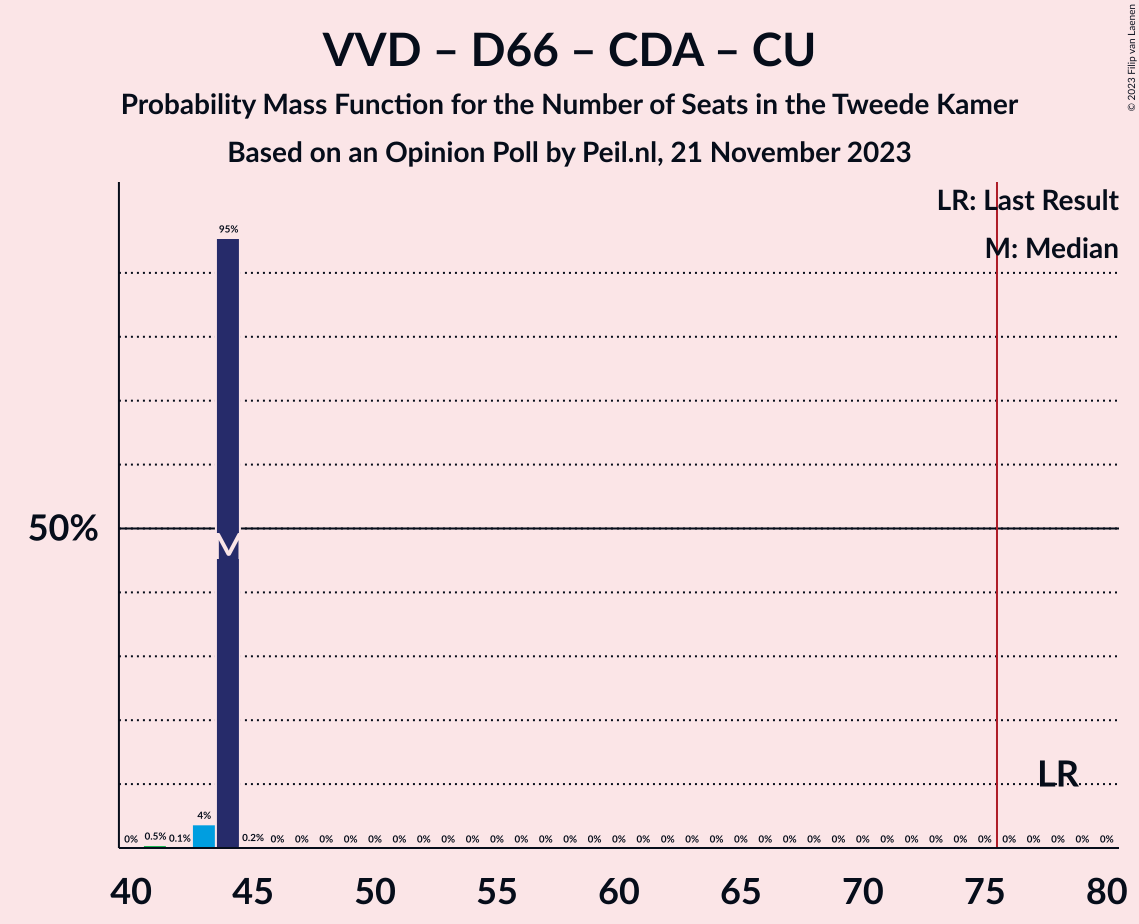 VVD – D66 – CDA – CU
Probability Mass Function for the Number of Seats in the Tweede Kamer
Based on an Opinion Poll by Peil.nl, 21 November 2023
© 2023 Filip van Laenen
LR: Last Result
M: Median
95%
50%
M
LR
0% 0.5% 0.1% 4% 0.2% 0% 0% 0% 0% 0% 0% 0% 0% 0% 0% 0% 0% 0% 0% 0% 0% 0% 0% 0% 0% 0% 0% 0% 0% 0% 0% 0% 0% 0% 0% 0% 0% 0% 0% 0%
40 45 50 55 60 65 70 75 80